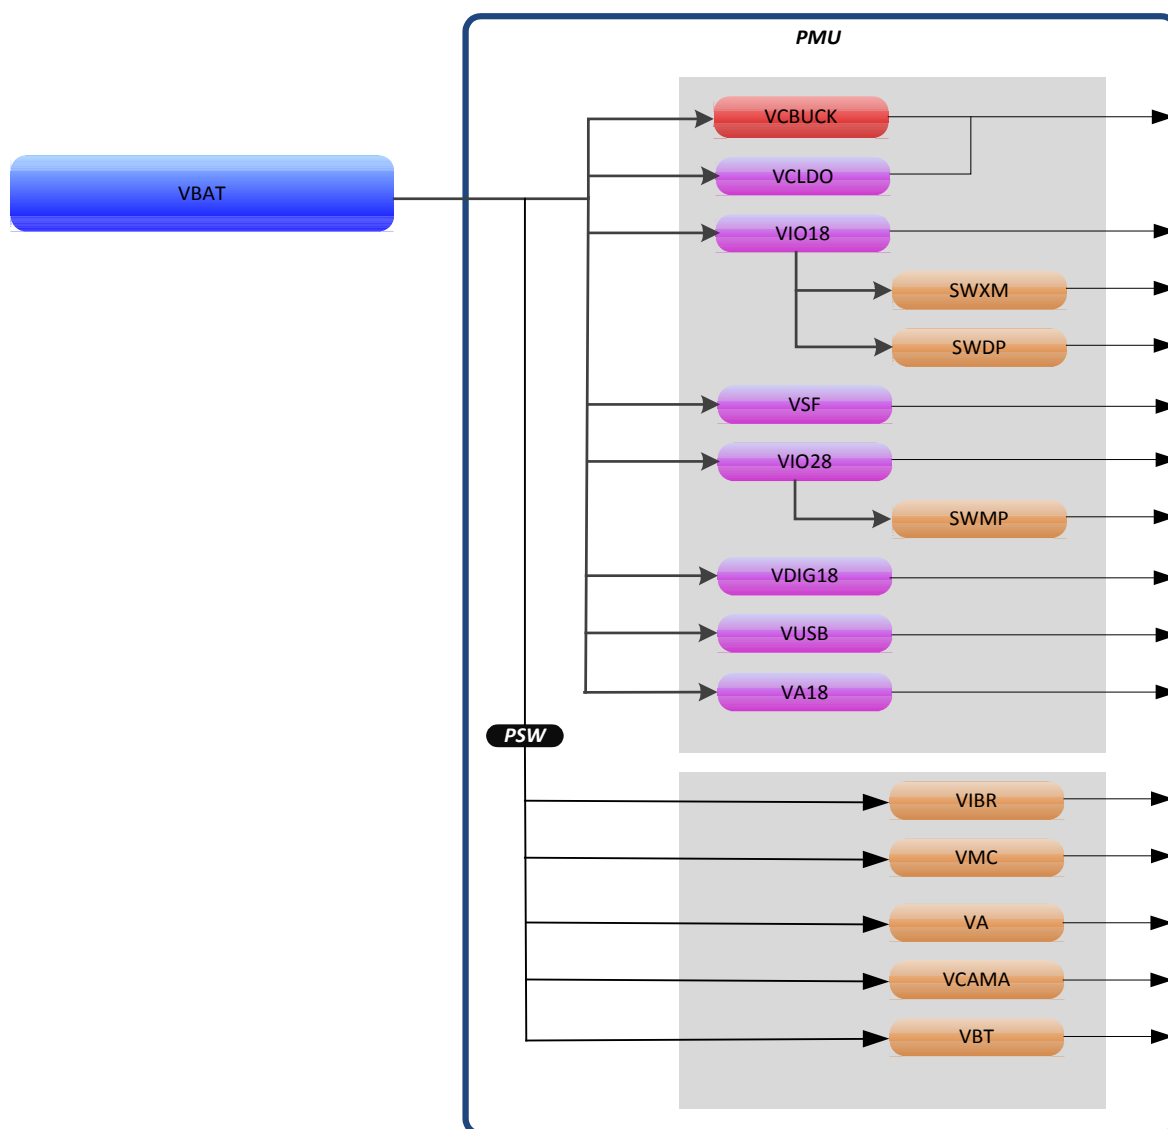 PMU
VCBUCK
VCLDO
VBAT
VIO18
SWXM
SWDP
VSF
VIO28
SWMP
VDIG18
VUSB
VA18
PSW
VIBR
VMC
VA
VCAMA
VBT